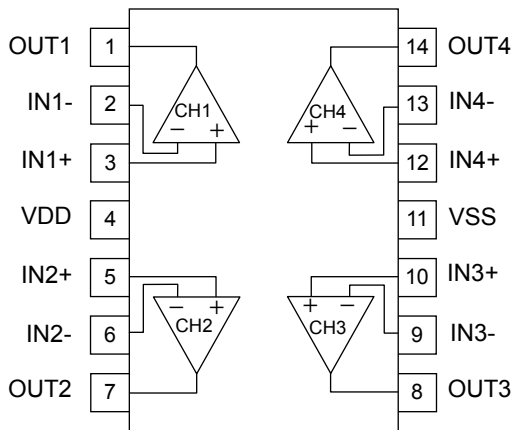 OUT1 1 14 OUT4
IN1- 2 CH1 CH4 13 IN4-
− + + −
IN1+ 3 12 IN4+
VDD 4 11 VSS
IN2+ 5 10 IN3+
− + + −
IN2- 6 CH2 CH3 9 IN3-
OUT2 7 8 OUT3